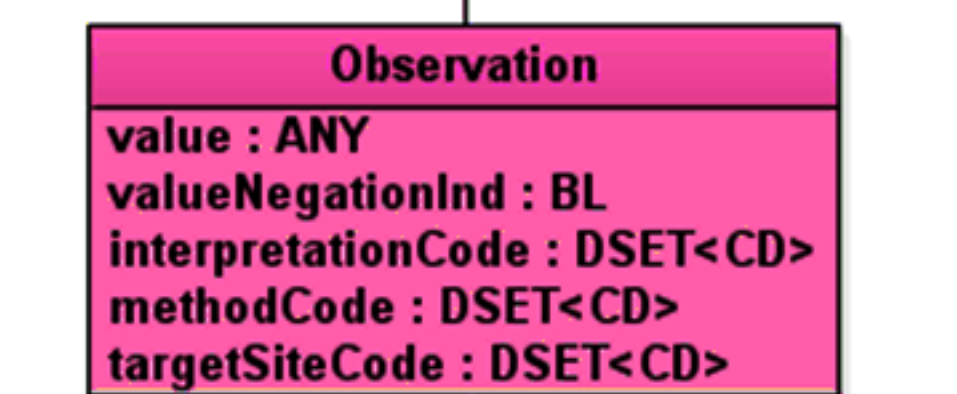 Observation
value : ANY
valueNegationInd : BL
interpretationCode : DSET<CD>
methodCode : DSET<CD>
targetSiteCode : DSET<CD>